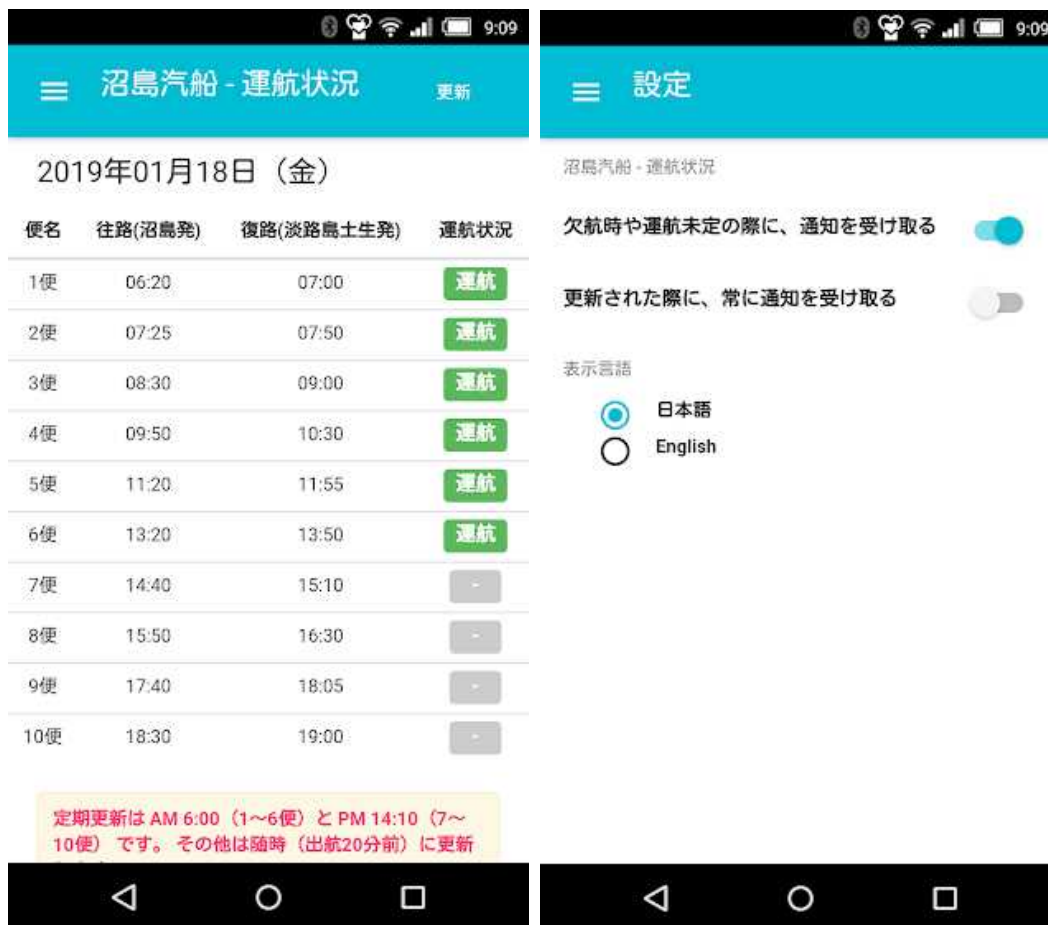 9:09
沼島汽船 - 運航状況
更新
2019年01月18日（金）
便名 往路(沼島発) 復路(淡路島土生発) 運航状況
1便 06:20 07:00 運航
2便 07:25 07:50 運航
3便 08:30 09:00 運航
4便 09:50 10:30 運航
5便 11:20 11:55 運航
6便 13:20 13:50 運航
7便 14:40 15:10 -
8便 15:50 16:30 -
9便 17:40 18:05 -
10便 18:30 19:00 -
定期更新は AM 6:00（1〜6便）と PM 14:10（7〜
10便） です。 その他は随時（出航20分前）に更新
9:09
設定
沼島汽船 - 運航状況
欠航時や運航未定の際に、通知を受け取る
更新された際に、常に通知を受け取る
表示言語
日本語
English